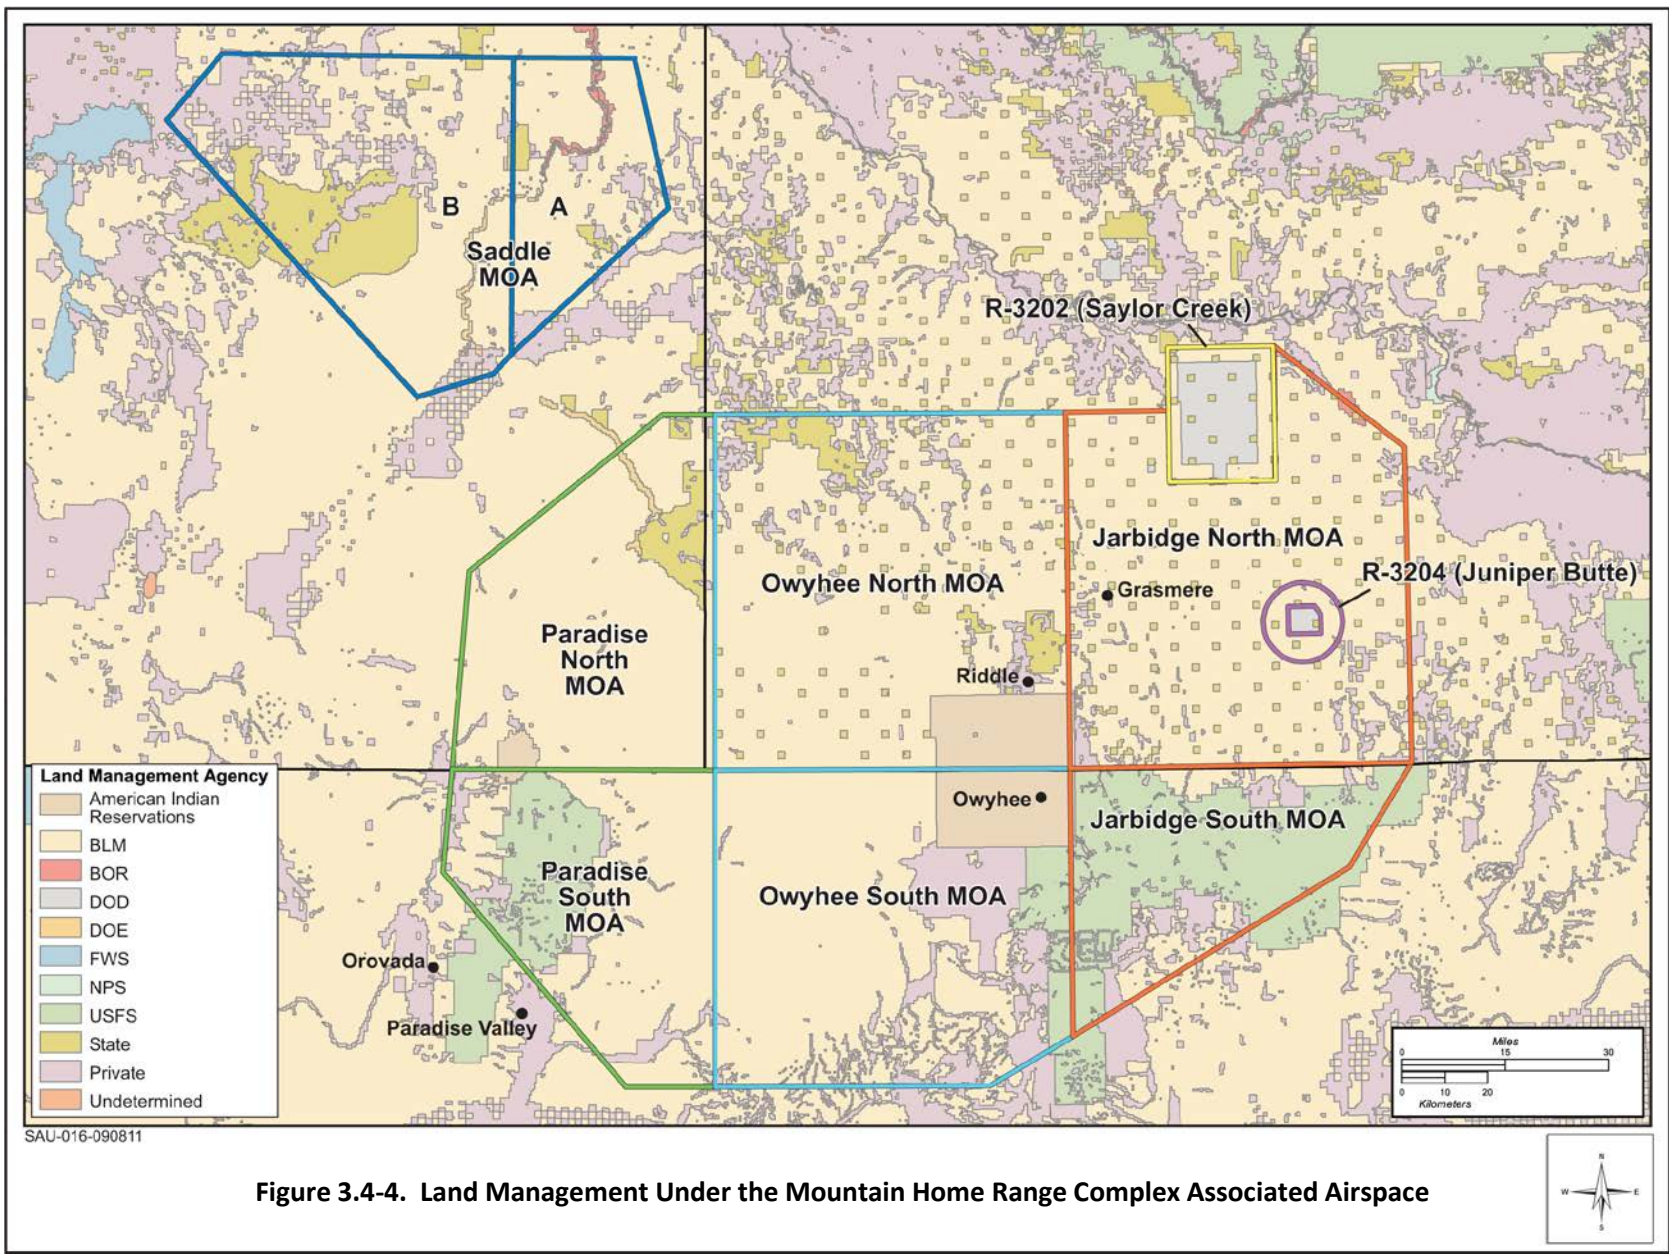 B
A
Saddle
MOA
R-3202 (Saylor Creek)
Jarbidge North MOA
R-3204 (Juniper Butte)
Grasmere
Owyhee North MOA
Paradise
North
MOA
Riddle
Land Management Agency
American Indian
Reservations
BLM
BOR
DOD
DOE
FWS
NPS
USFS
State
Private
Undetermined
Owyhee
Jarbidge South MOA
Paradise
South
MOA
Owyhee South MOA
Orovada
Paradise Valley
Miles
0 15 30
0 10 20
Kilometers
SAU-016-090811
Figure 3.4-4. Land Management Under the Mountain Home Range Complex Associated Airspace
N
W E
S